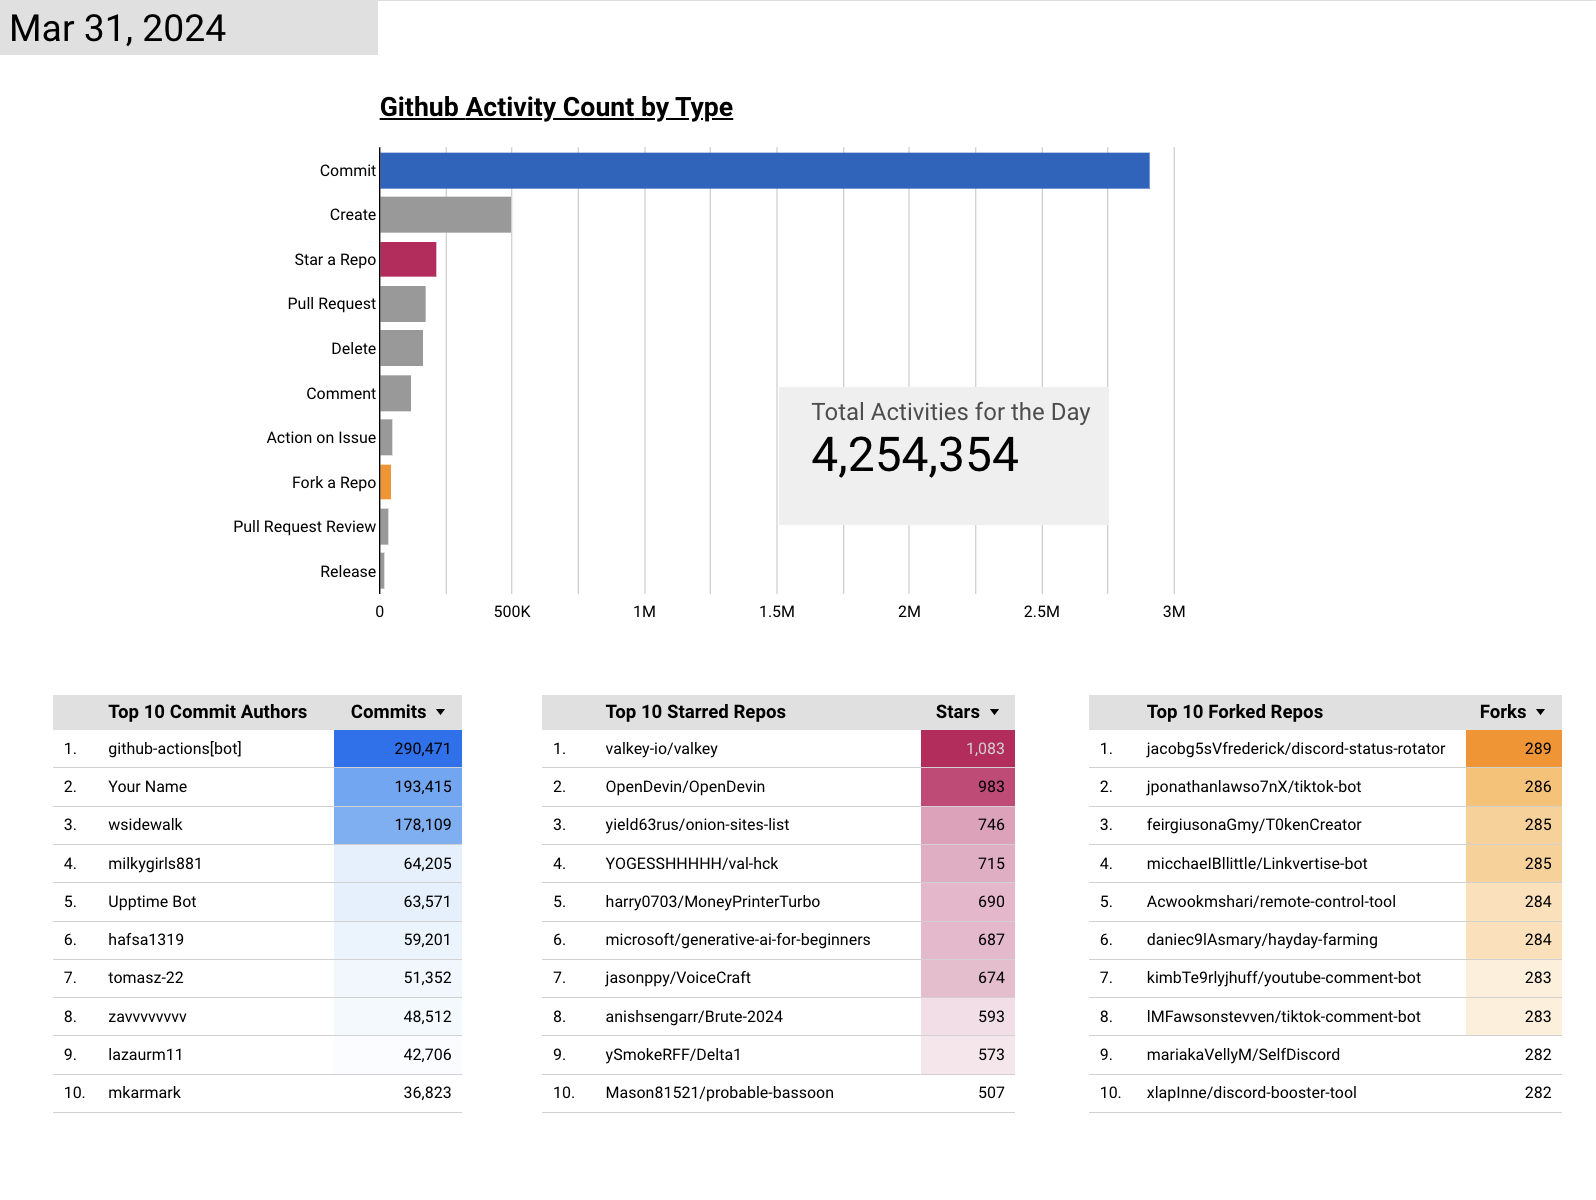 Mar 31, 2024
Github Activity Count by Type
Commit
Create
Star a Repo
Pull Request
Delete
Comment
Action on Issue
Fork a Repo
Pull Request Review
Release
Total Activities for the Day
4,254,354
0 500K 1M 1.5M 2M 2.5M 3M
Top 10 Commit Authors Commits
1. github-actions[bot] 290,471
2. Your Name 193,415
3. wsidewalk 178,109
4. milkygirls881 64,205
5. Upptime Bot 63,571
6. hafsa1319 59,201
7. tomasz-22 51,352
8. zavvvvvvvv 48,512
9. lazaurm11 42,706
10. mkarmark 36,823
Top 10 Starred Repos Stars
1. valkey-io/valkey 1,083
2. OpenDevin/OpenDevin 983
3. yield63rus/onion-sites-list 746
4. YOGESSHHHHH/val-hck 715
5. harry0703/MoneyPrinterTurbo 690
6. microsoft/generative-ai-for-beginners 687
7. jasonppy/VoiceCraft 674
8. anishsengarr/Brute-2024 593
9. ySmokeRFF/Delta1 573
10. Mason81521/probable-bassoon 507
Top 10 Forked Repos Forks
1. jacobg5sVfrederick/discord-status-rotator 289
2. jponathanlawso7nX/tiktok-bot 286
3. feirgiusonaGmy/T0kenCreator 285
4. micchaelBllittle/Linkvertise-bot 285
5. Acwookmshari/remote-control-tool 284
6. daniec9lAsmary/hayday-farming 284
7. kimbTe9rlyjhuff/youtube-comment-bot 283
8. lMFawsonstevven/tiktok-comment-bot 283
9. mariakaVellyM/SelfDiscord 282
10. xlapInne/discord-booster-tool 282